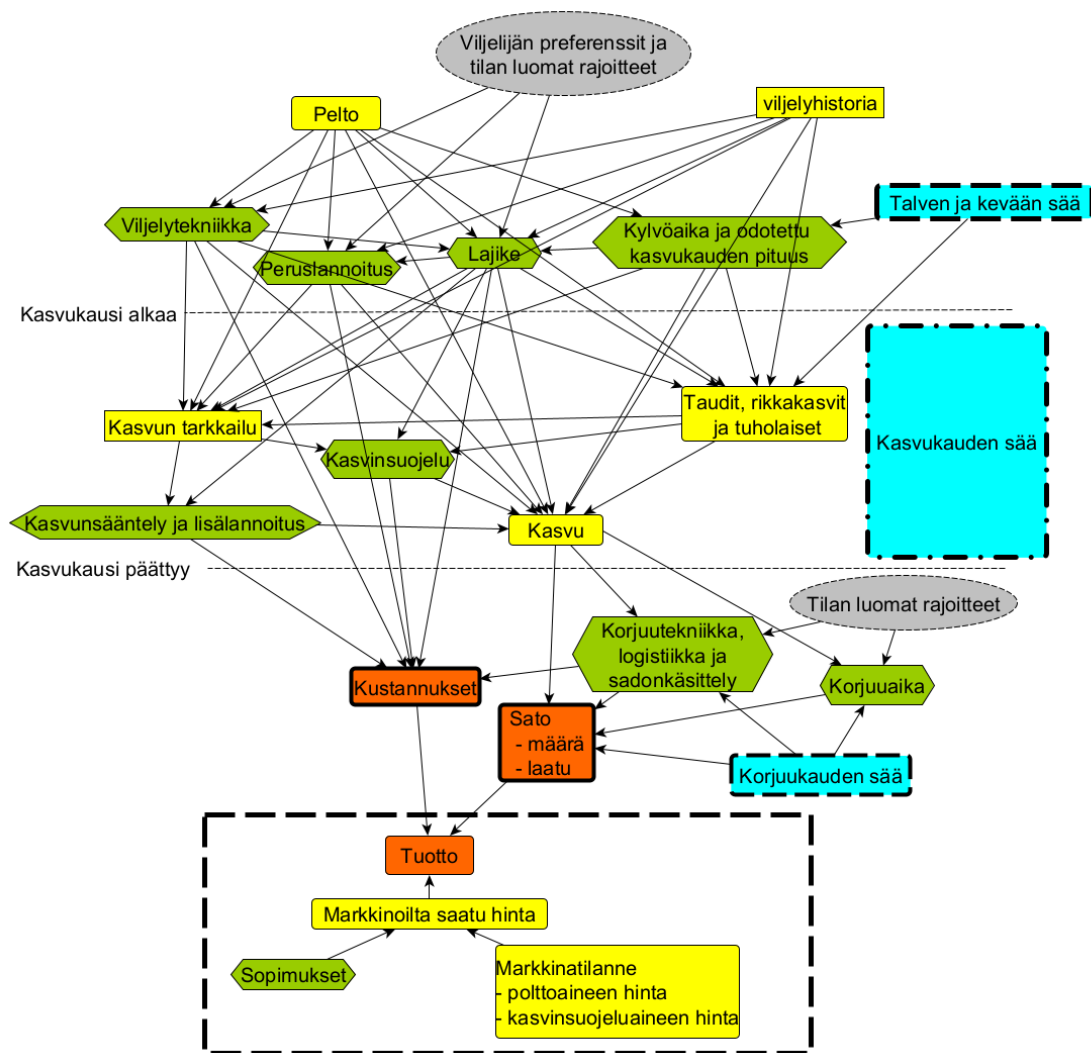 Viljelijän preferenssit ja
tilan luomat rajoitteet
Pelto
viljelyhistoria
Talven ja kevään sää
Viljelytekniikka
Peruslannoitus
Lajike
Kylvöaika ja odotettu
kasvukauden pituus
Kasvukausi alkaa
Kasvun tarkkailu
Taudit, rikkakasvit
ja tuholaiset
Kasvukauden sää
Kasvinsuojelu
Kasvunsääntely ja lisälannoitus
Kasvu
Kasvukausi päättyy
Tilan luomat rajoitteet
Korjuutekniikka,
logistiikka ja
sadonkäsittely
Korjuuaika
Kustannukset
Sato
- määrä
- laatu
Korjuukauden sää
Tuotto
Markkinoilta saatu hinta
Sopimukset
Markkinatilanne
- polttoaineen hinta
- kasvinsuojeluaineen hinta